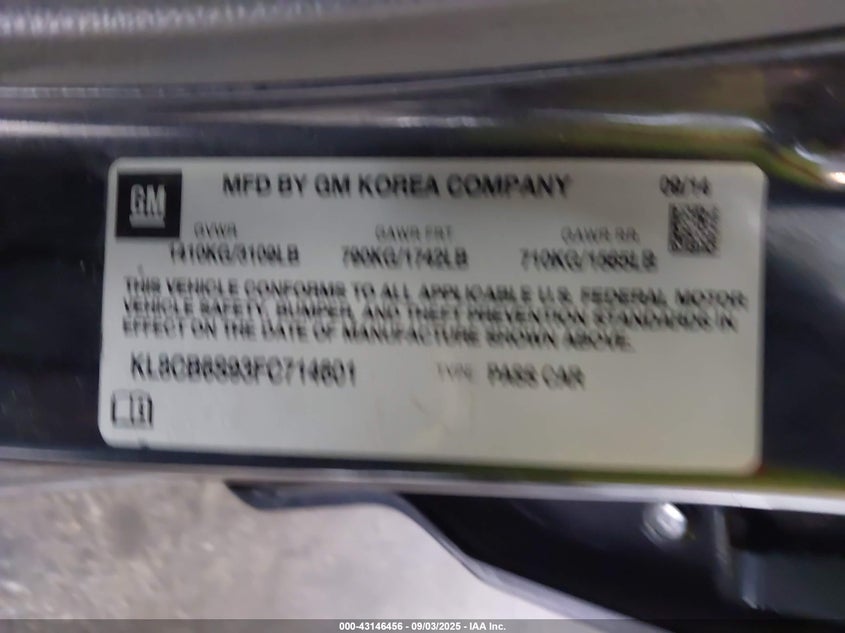 GM
MFD BY GM KOREA COMPANY 09/14
GVWR GAWR FRT GAWR RR
1410KG/3109LB 790KG/1742LB 710KG/1565LB
THIS VEHICLE CONFORMS TO ALL APPLICABLE U.S. FEDERAL MOTOR
VEHICLE SAFETY, BUMPER, AND THEFT PREVENTION STANDARDS IN
EFFECT ON THE DATE OF MANUFACTURE SHOWN ABOVE.
KL8CB6S93FC714601 TYPE: PASS CAR
000-43146456 - 09/03/2025 - IAA Inc.